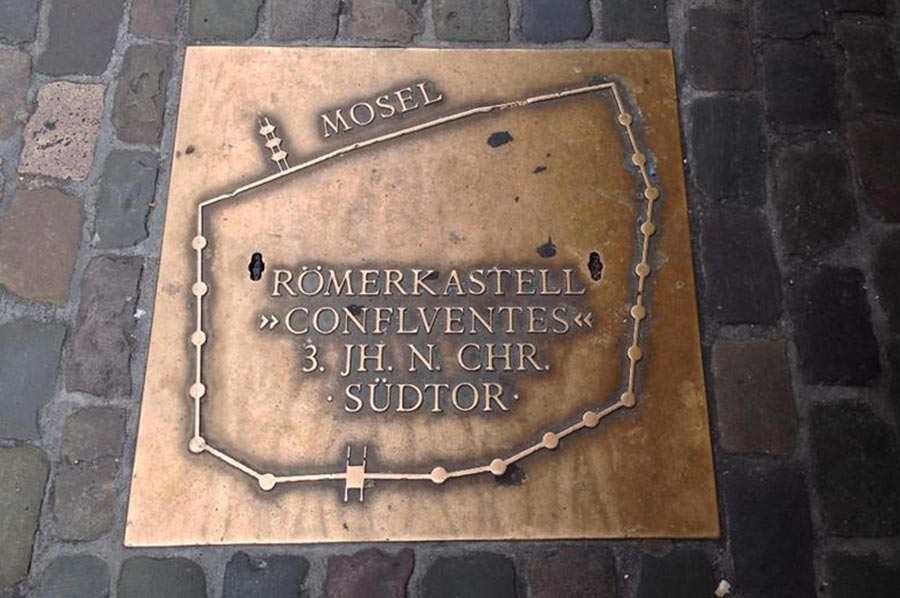 MOSEL
RÖMERKASTELL
»CONFLVENTES«
3. JH. N. CHR.
· SÜDTOR ·